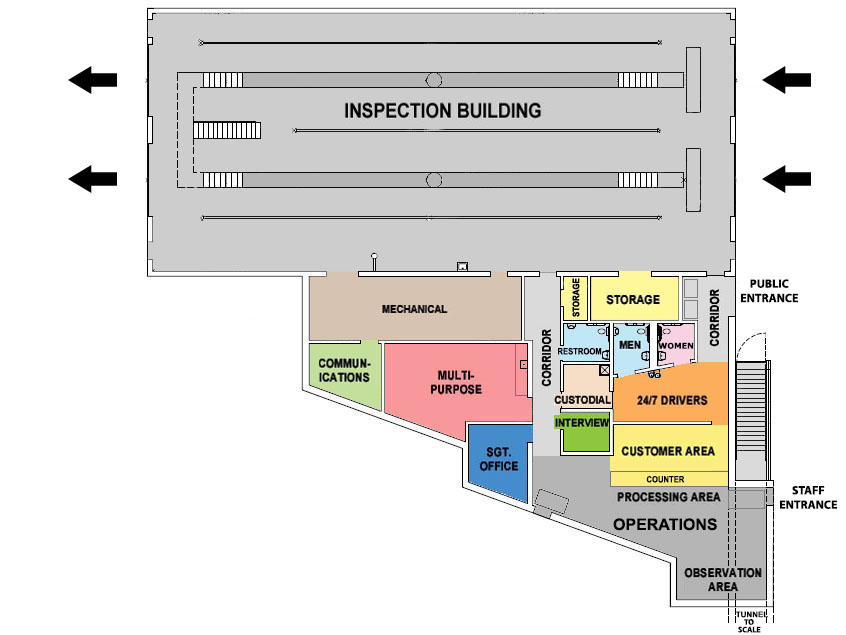 INSPECTION BUILDING
PUBLIC
ENTRANCE
STORAGE
STORAGE
CORRIDOR
MECHANICAL
CORRIDOR
RESTROOM
MEN
WOMEN
COMMUN-
ICATIONS
MULTI-
PURPOSE
CUSTODIAL
24/7 DRIVERS
INTERVIEW
SGT.
OFFICE
CUSTOMER AREA
COUNTER
PROCESSING AREA
STAFF
ENTRANCE
OPERATIONS
OBSERVATION
AREA
TUNNEL
TO
SCALE